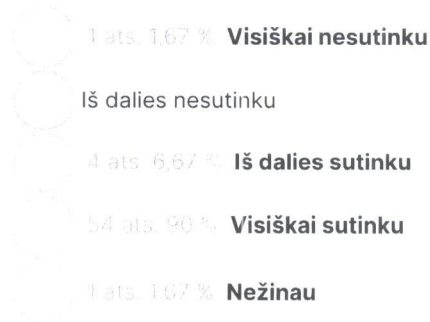 1 ats. 1,67 % Visiškai nesutinku
Iš dalies nesutinku
4 ats. 6,67 % Iš dalies sutinku
54 ats. 90 % Visiškai sutinku
1 ats. 1.67 % Nežinau